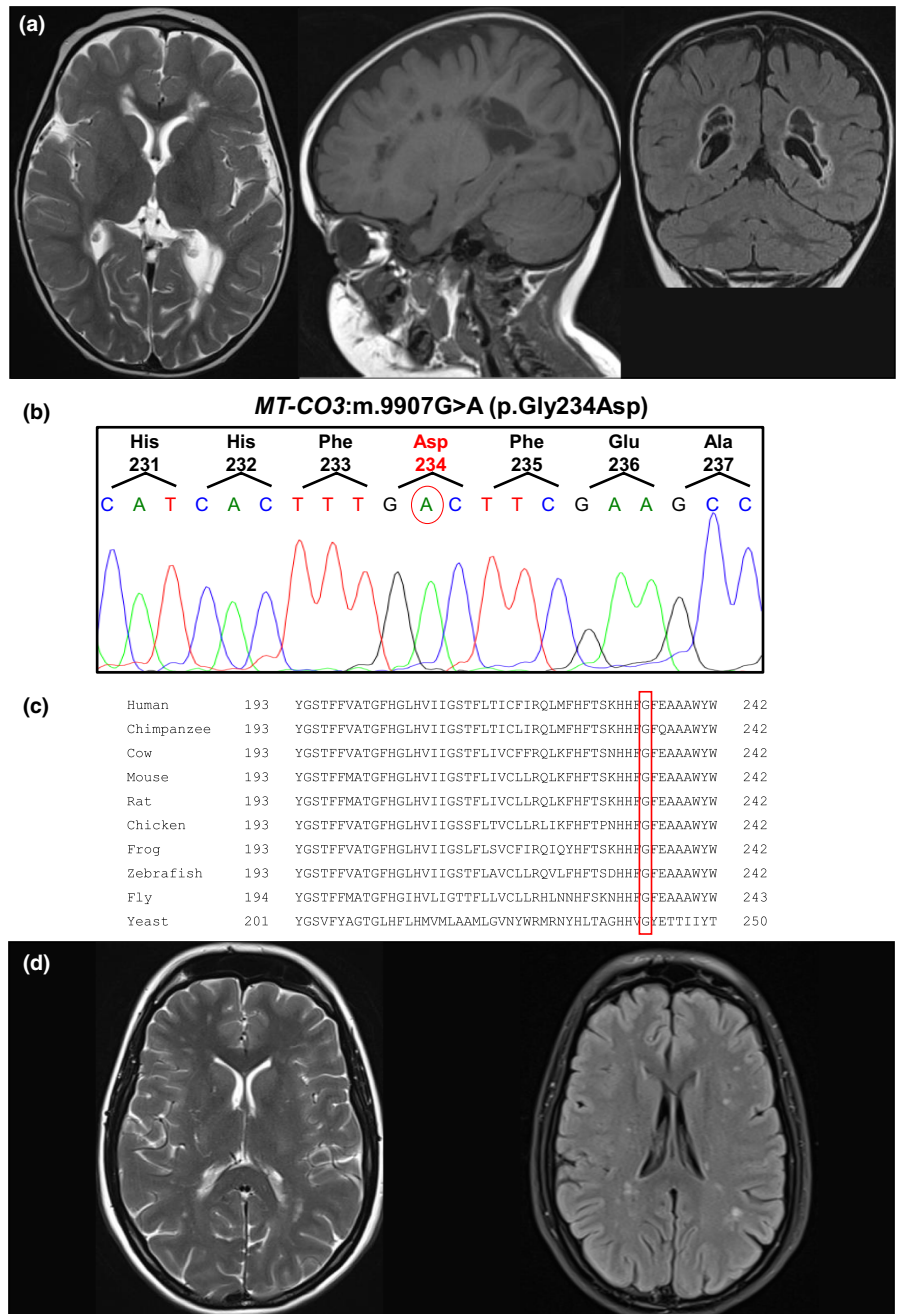 (a)
(b)
MT-CO3:m.9907G>A (p.Gly234Asp)
His His Phe Asp Phe Glu Ala
231 232 233 234 235 236 237
C A T C A C T T T G A C T T C G A A G C C
(c)
Human 193 YGSTFFVATGFHGLHVIIGSTFLTICFIRQLMFHFTSKHHFGFEAAAWYW 242
Chimpanzee 193 YGSTFFVATGFHGLHVIIGSTFLTICLIRQLMFHFTSKHHFGFQAAAWYW 242
Cow 193 YGSTFFVATGFHGLHVIIGSTFLIVCFFRQLKFHFTSNHHFGFEAAAWYW 242
Mouse 193 YGSTFFMATGFHGLHVIIGSTFLIVCLLRQLKFHFTSKHHFGFEAAAWYW 242
Rat 193 YGSTFFMATGFHGLHVIIGSTFLIVCLLRQLKFHFTSKHHFGFEAAAWYW 242
Chicken 193 YGSTFFVATGFHGLHVIIGSSFLTVCLLRLIKFHFTPNHHFGFEAAAWYW 242
Frog 193 YGSTFFVATGFHGLHVIIGSLFLSVCFIRQIQYHFTSKHHFGFEAAAWYW 242
Zebrafish 193 YGSTFFVATGFHGLHVIIGSTFLAVCLLRQVLFHFTSDHHFGFEAAAWYW 242
Fly 194 YGSTFFMATGFHGIHVLIGTTFLLVCLLRHLNNHFSKNHHFGFEAAAWYW 243
Yeast 201 YGSVFYAGTGLHFLHMVMLAAMLGVNYWRMRNYHLTAGHHVGYETTIIYT 250
(d)